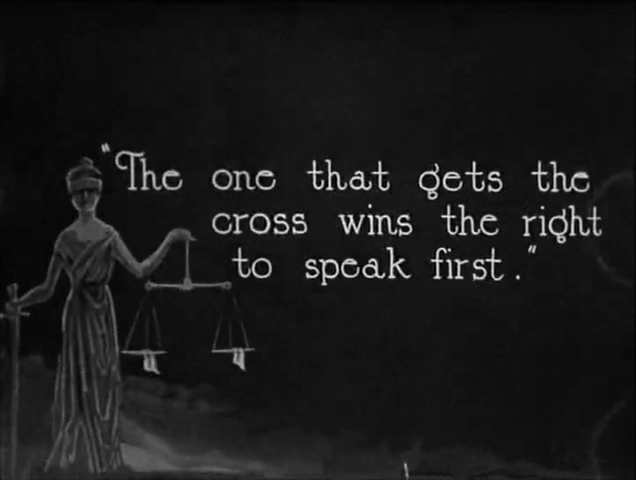 "The one that gets the
cross wins the right
to speak first."